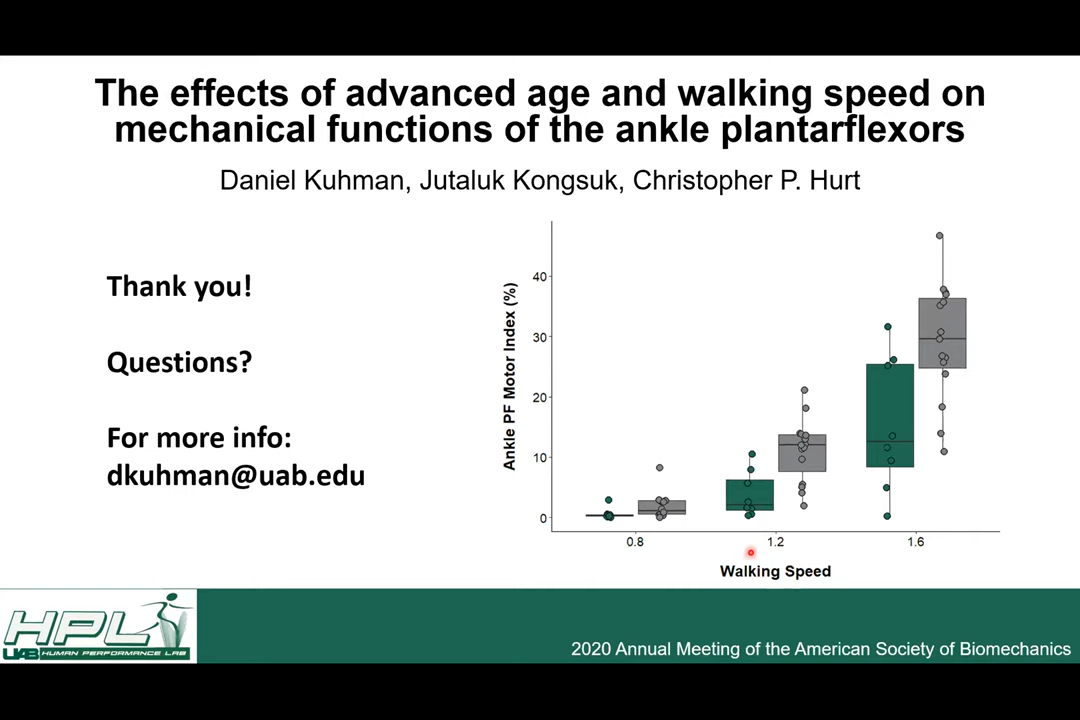 The effects of advanced age and walking speed on
mechanical functions of the ankle plantarflexors
Daniel Kuhman, Jutaluk Kongsuk, Christopher P. Hurt
Thank you!
Questions?
For more info:
dkuhman@uab.edu
Ankle PF Motor Index (%)
40
30
20
10
0
0.8
1.2
1.6
Walking Speed
HPL
UAB HUMAN PERFORMANCE LAB
2020 Annual Meeting of the American Society of Biomechanics